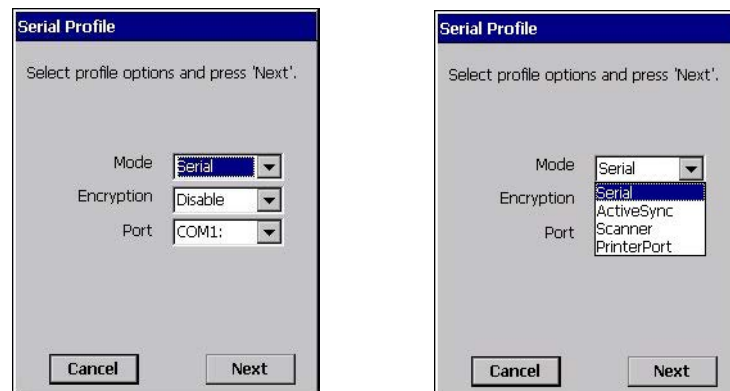 Serial Profile
Select profile options and press 'Next'.
Mode Serial
Encryption Disable
Port COM1:
Cancel Next
Serial Profile
Select profile options and press 'Next'.
Mode Serial
Serial
Encryption
ActiveSync
Port
Scanner
PrinterPort
Cancel Next